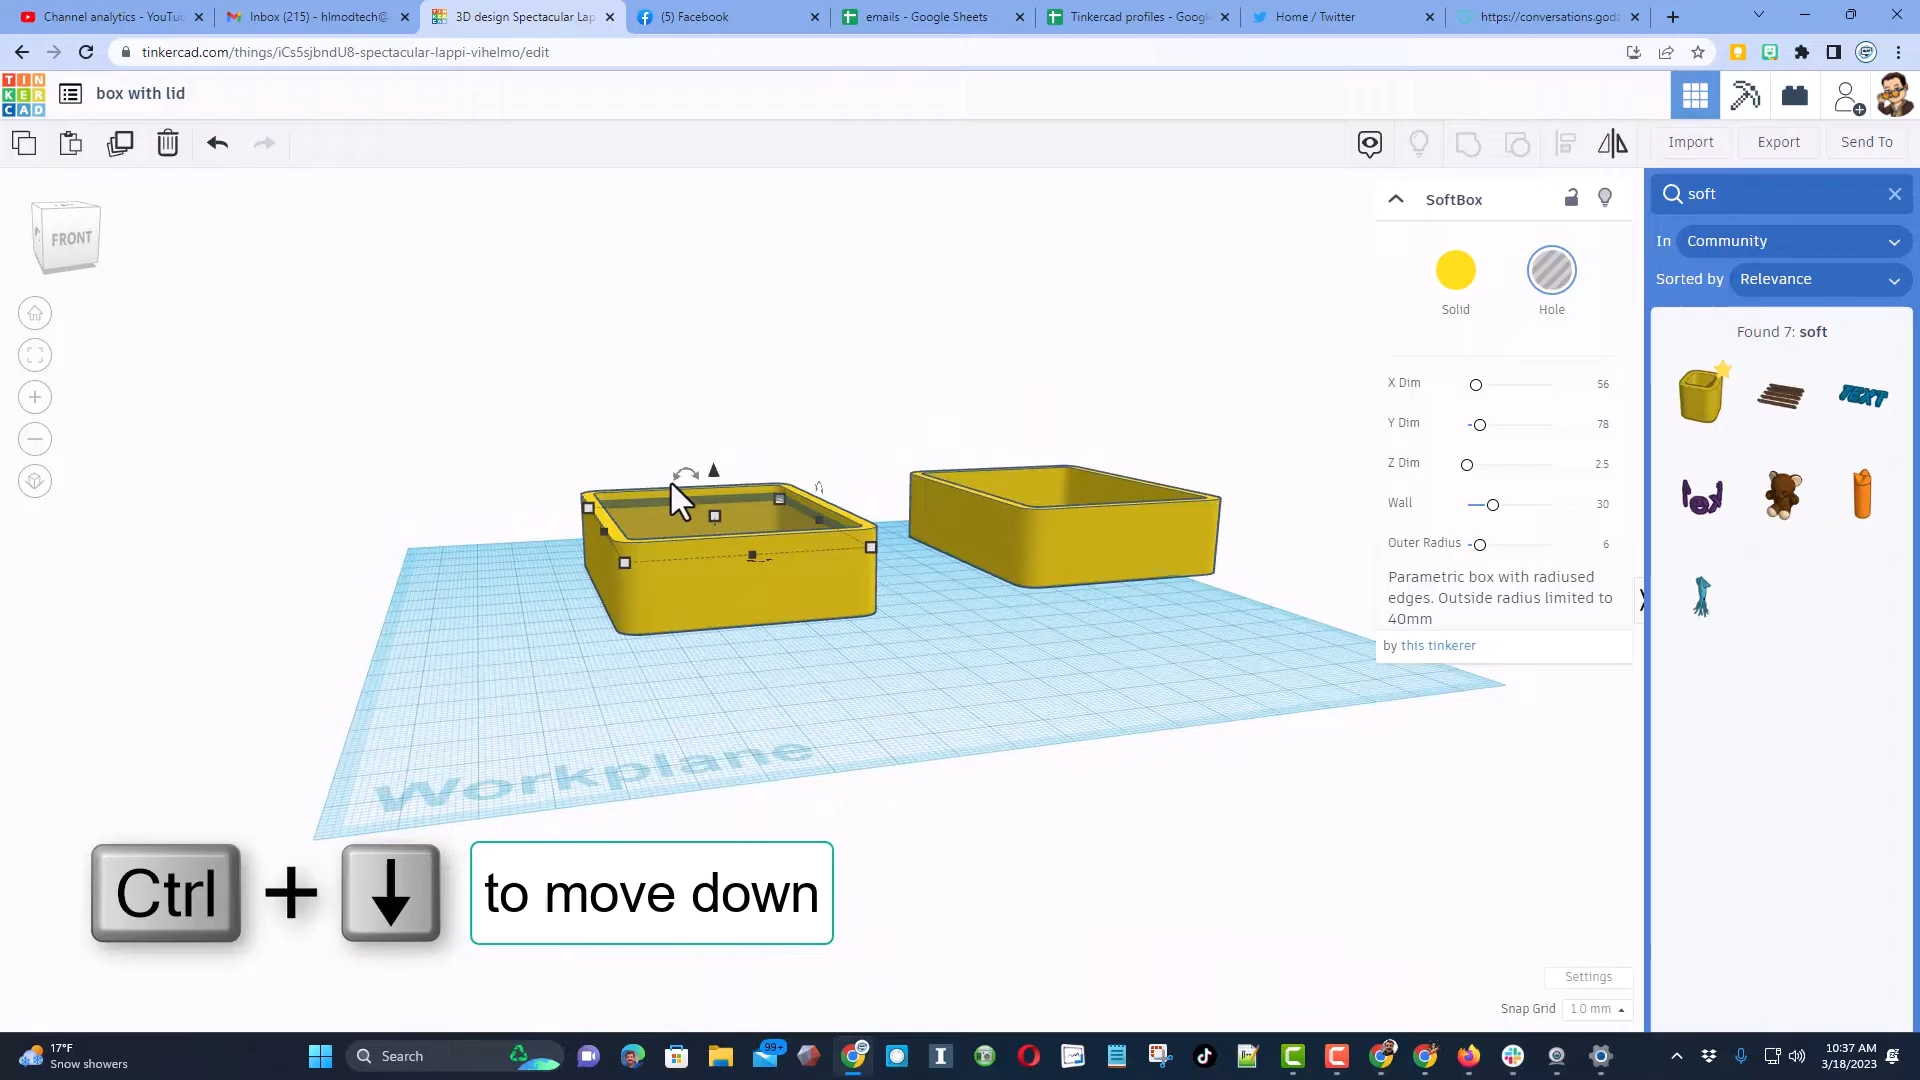 Channel analytics - YouTu
Inbox (215) - hlmodtech@
3D design Spectacular Lap
(5) Facebook
emails - Google Sheets
Tinkercad profiles - Googl
Home / Twitter
https://conversations.goda
tinkercad.com/things/iCs5sjbndU8-spectacular-lappi-vihelmo/edit
TIN
KER
CAD
box with lid
Import
Export
Send To
FRONT
SoftBox
soft
In Community
Sorted by Relevance
Solid
Hole
Found 7: soft
X Dim 56
Y Dim 78
Z Dim 2.5
Wall 30
Outer Radius 6
TEXT
Parametric box with radiused
edges. Outside radius limited to
40mm
by this tinkerer
Workplane
Ctrl + ↓ to move down
Settings
Snap Grid 1.0 mm
17°F
Snow showers
Search
99+
10:37 AM
3/18/2023